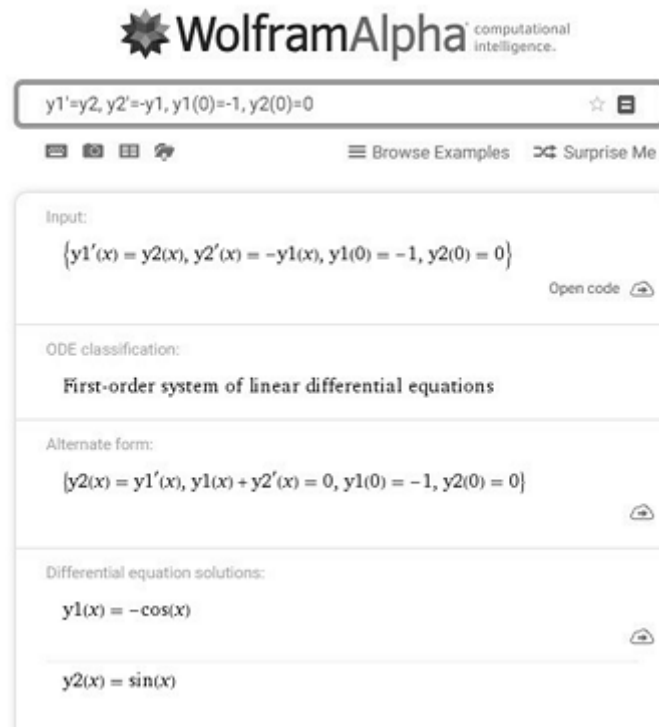 WolframAlpha computational intelligence.
y1'=y2, y2'=-y1, y1(0)=-1, y2(0)=0
Browse Examples Surprise Me
Input:
{y1′(x) = y2(x), y2′(x) = −y1(x), y1(0) = −1, y2(0) = 0}
Open code
ODE classification:
First-order system of linear differential equations
Alternate form:
{y2(x) = y1′(x), y1(x) + y2′(x) = 0, y1(0) = −1, y2(0) = 0}
Differential equation solutions:
y1(x) = −cos(x)
y2(x) = sin(x)